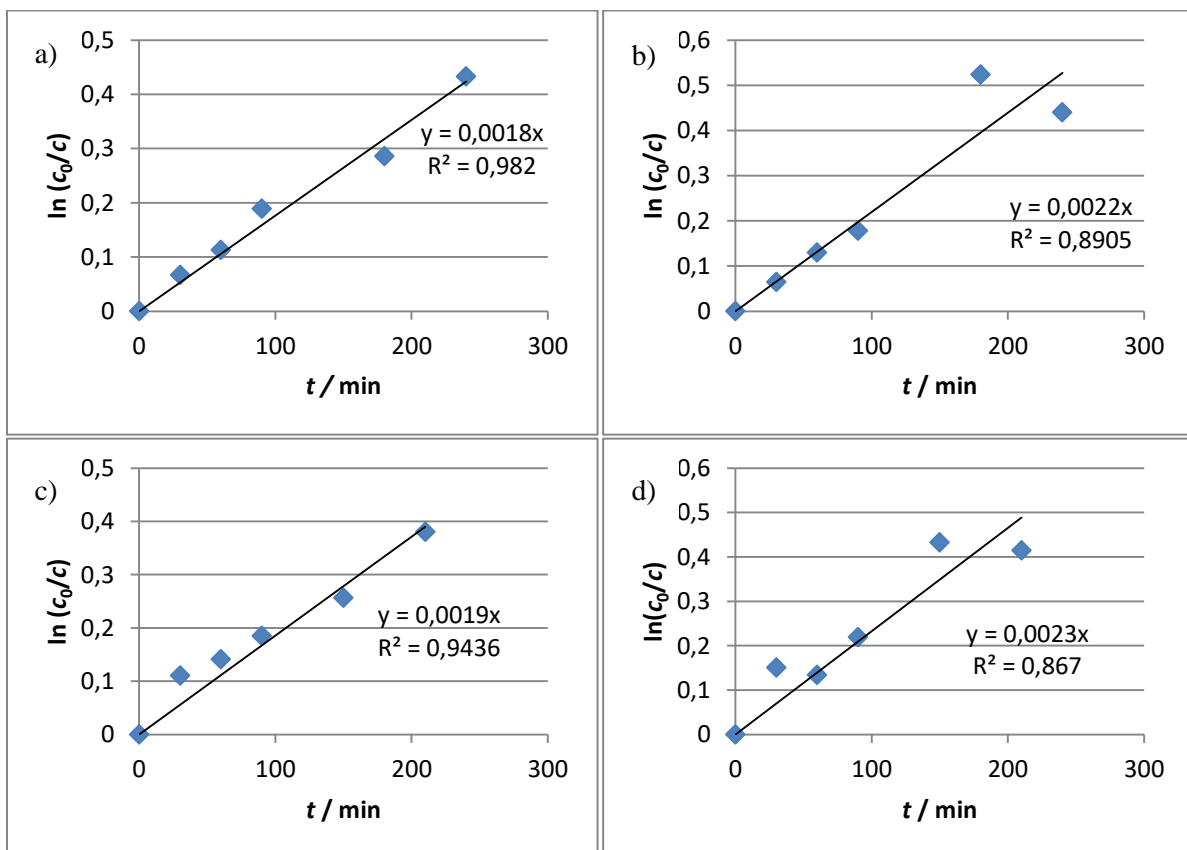 a)
0,5
0,4
0,3
0,2
0,1
0
ln (c₀/c)
y = 0,0018x
R² = 0,982
0 100 200 300
t / min
b)
0,6
0,5
0,4
0,3
0,2
0,1
0
ln (c₀/c)
y = 0,0022x
R² = 0,8905
0 100 200 300
t / min
c)
0,5
0,4
0,3
0,2
0,1
0
ln (c₀/c)
y = 0,0019x
R² = 0,9436
0 100 200 300
t / min
d)
0,6
0,5
0,4
0,3
0,2
0,1
0
ln(c₀/c)
y = 0,0023x
R² = 0,867
0 100 200 300
t / min